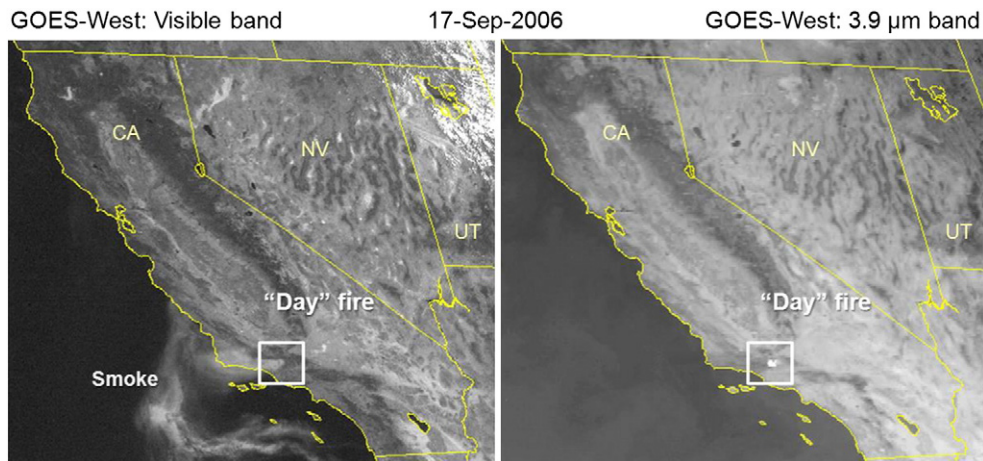 GOES-West: Visible band
17-Sep-2006
GOES-West: 3.9 µm band
CA
NV
UT
“Day” fire
Smoke
CA
NV
UT
“Day” fire